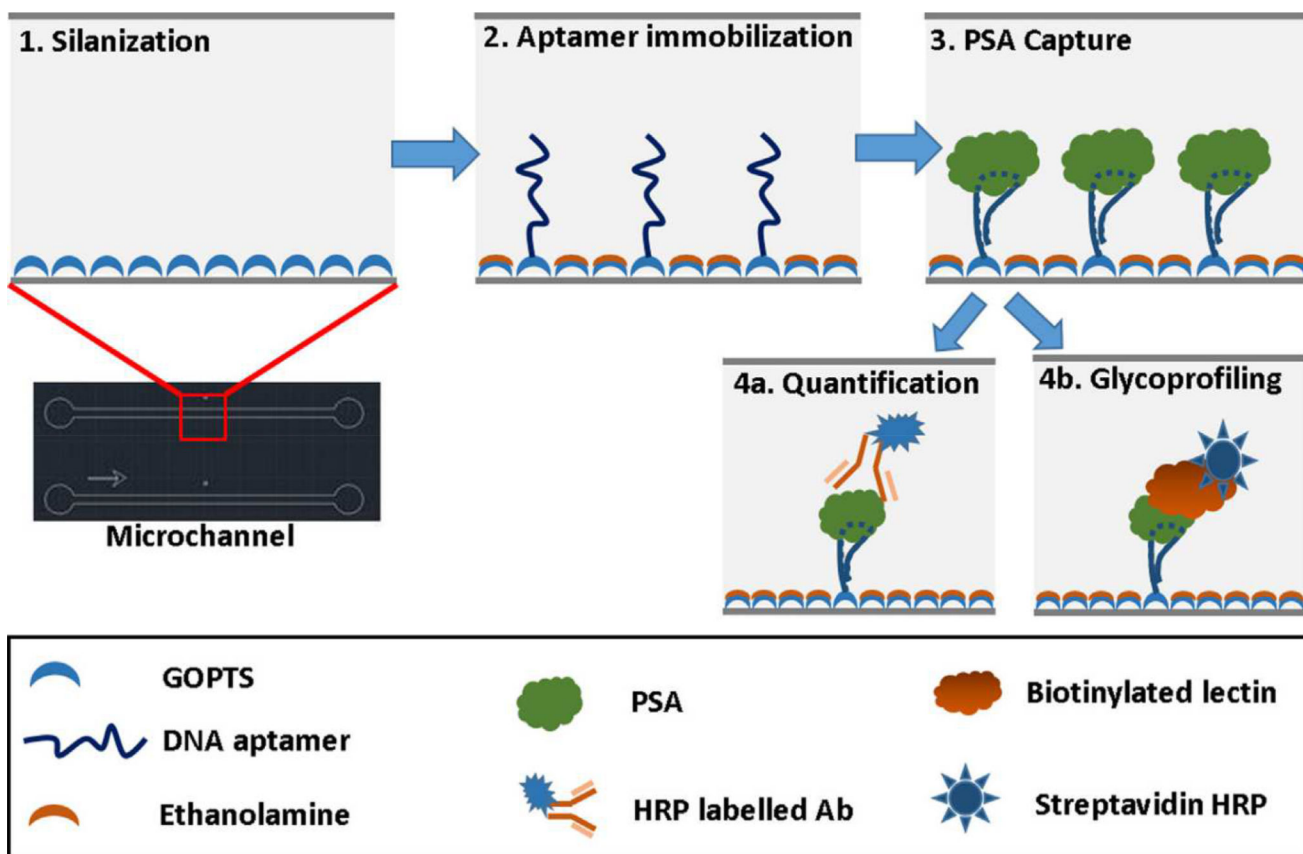 1. Silanization
2. Aptamer immobilization
3. PSA Capture
4a. Quantification
4b. Glycoprofiling
Microchannel
GOPTS
PSA
Biotinylated lectin
DNA aptamer
HRP labelled Ab
Streptavidin HRP
Ethanolamine